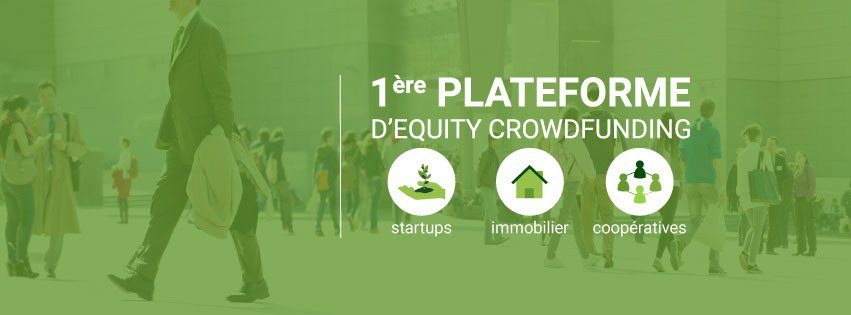 1ère PLATEFORME
D'EQUITY CROWDFUNDING
startups immobilier coopératives